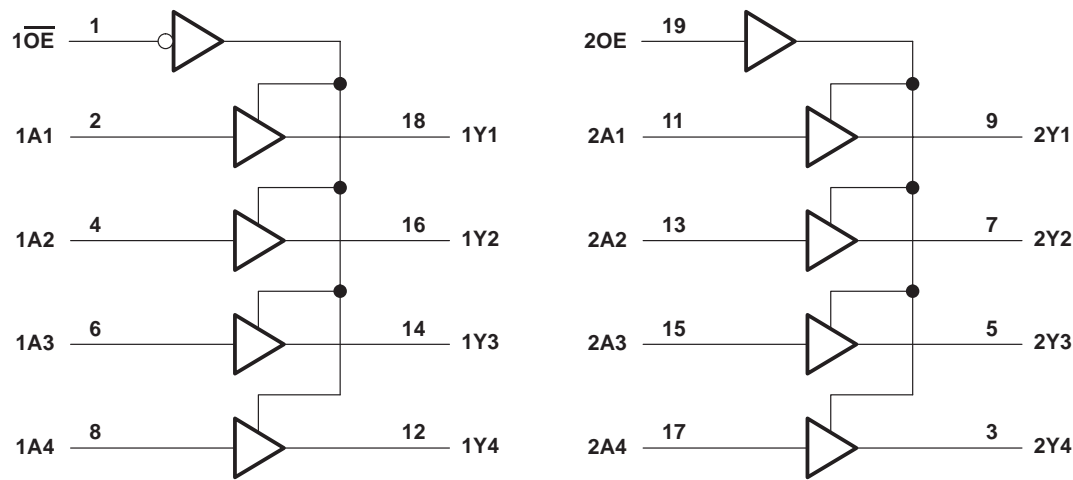 1O̅E̅ 1
1A1 2 18 1Y1
1A2 4 16 1Y2
1A3 6 14 1Y3
1A4 8 12 1Y4
2OE 19
2A1 11 9 2Y1
2A2 13 7 2Y2
2A3 15 5 2Y3
2A4 17 3 2Y4